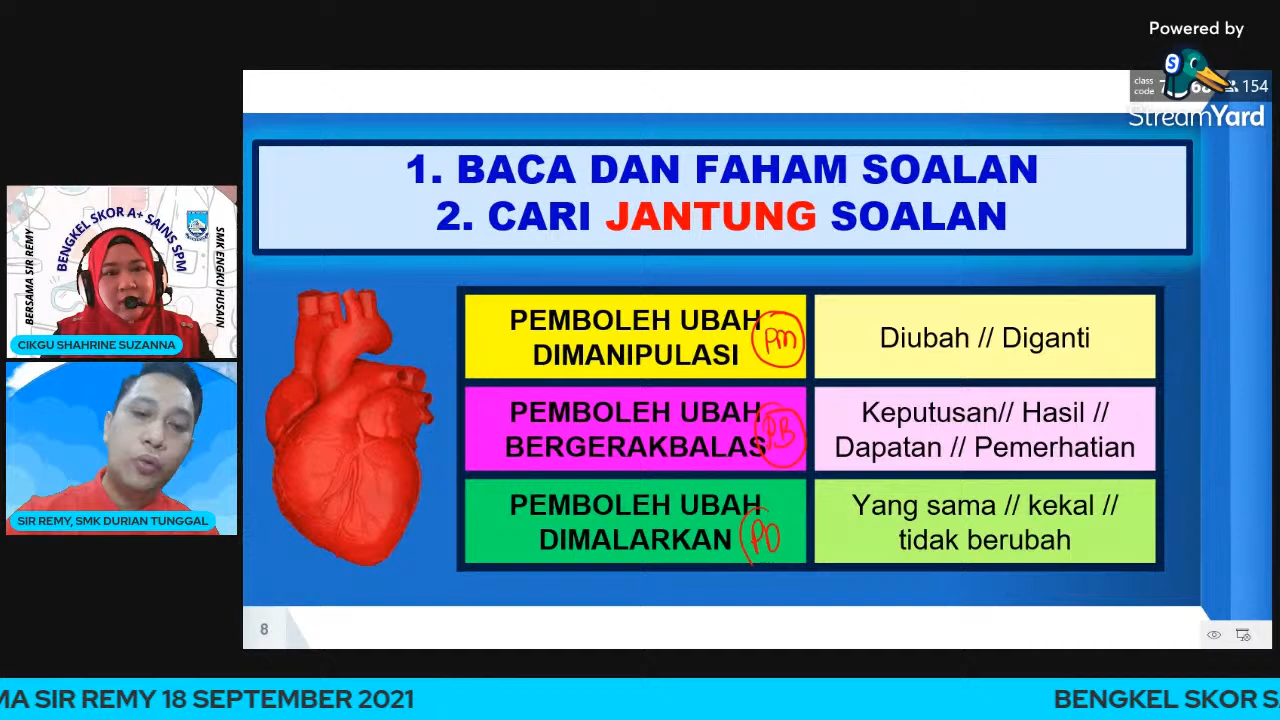 Powered by
StreamYard
class
code
154
1. BACA DAN FAHAM SOALAN
2. CARI JANTUNG SOALAN
PEMBOLEH UBAH
DIMANIPULASI
PM
Diubah // Diganti
PEMBOLEH UBAH
BERGERAKBALAS
PB
Keputusan// Hasil //
Dapatan // Pemerhatian
PEMBOLEH UBAH
DIMALARKAN
PD
Yang sama // kekal //
tidak berubah
8
BENGKEL SKOR A+ SAINS SPM
BERSAMA SIR REMY
SMK ENGKU HUSAIN
CIKGU SHAHRINE SUZANNA
SIR REMY, SMK DURIAN TUNGGAL
MA SIR REMY 18 SEPTEMBER 2021
BENGKEL SKOR